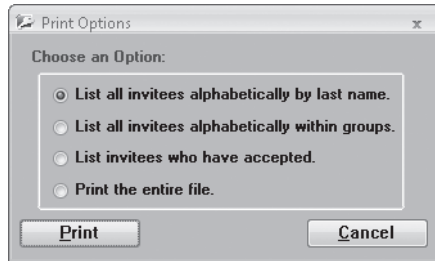 Print Options
x
Choose an Option:
List all invitees alphabetically by last name.
List all invitees alphabetically within groups.
List invitees who have accepted.
Print the entire file.
Print
Cancel